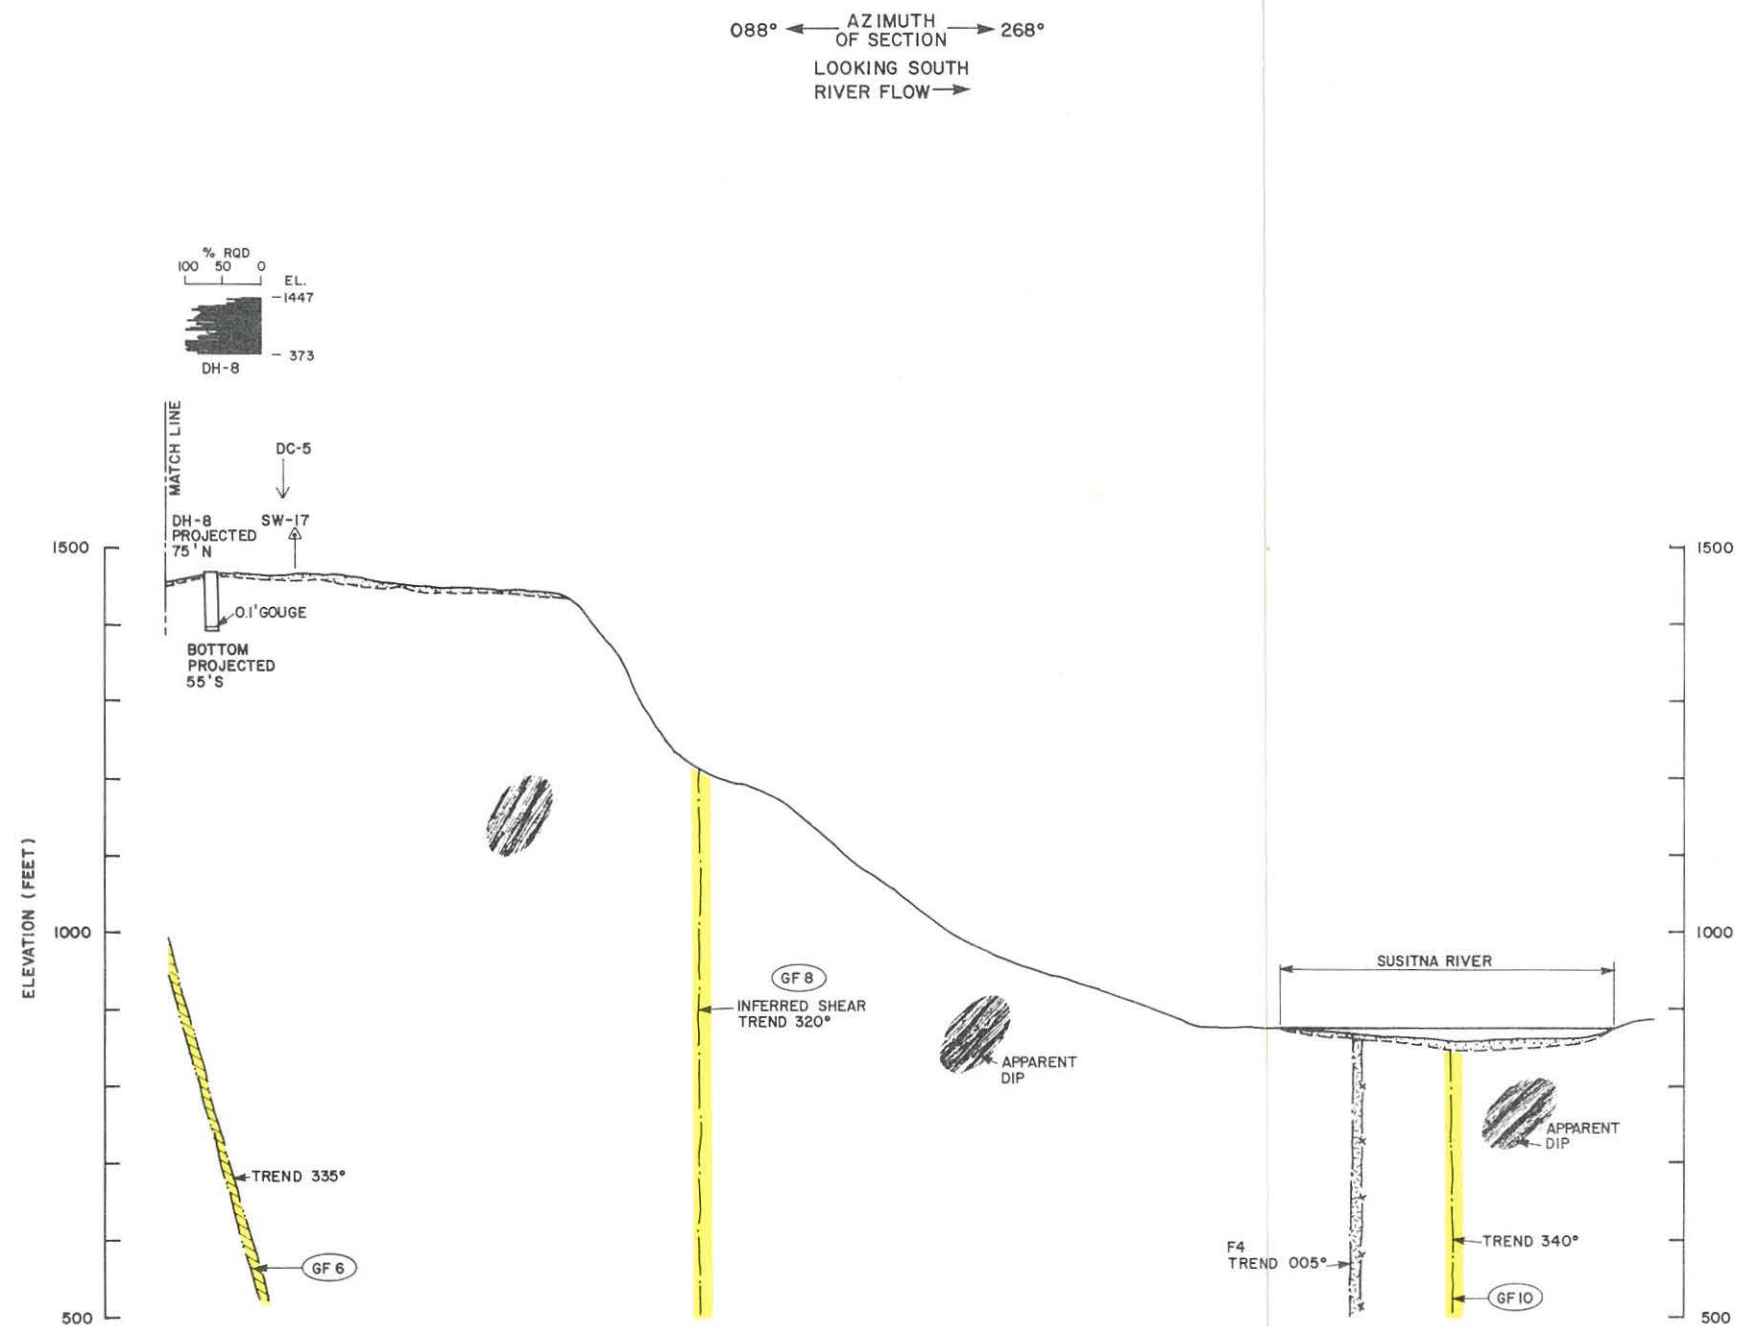 088° AZIMUTH OF SECTION 268°
LOOKING SOUTH
RIVER FLOW
% RQD
100 50 0
EL.
-1447
- 373
DH-8
MATCH LINE
DC-5
DH-8
PROJECTED
75'N
SW-17
1500
1500
0.1'GOUGE
BOTTOM
PROJECTED
55'S
ELEVATION (FEET)
1000
1000
SUSITNA RIVER
GF 8
INFERRED SHEAR
TREND 320°
APPARENT
DIP
APPARENT
DIP
TREND 335°
GF 6
F4
TREND 005°
TREND 340°
GF 10
500
500